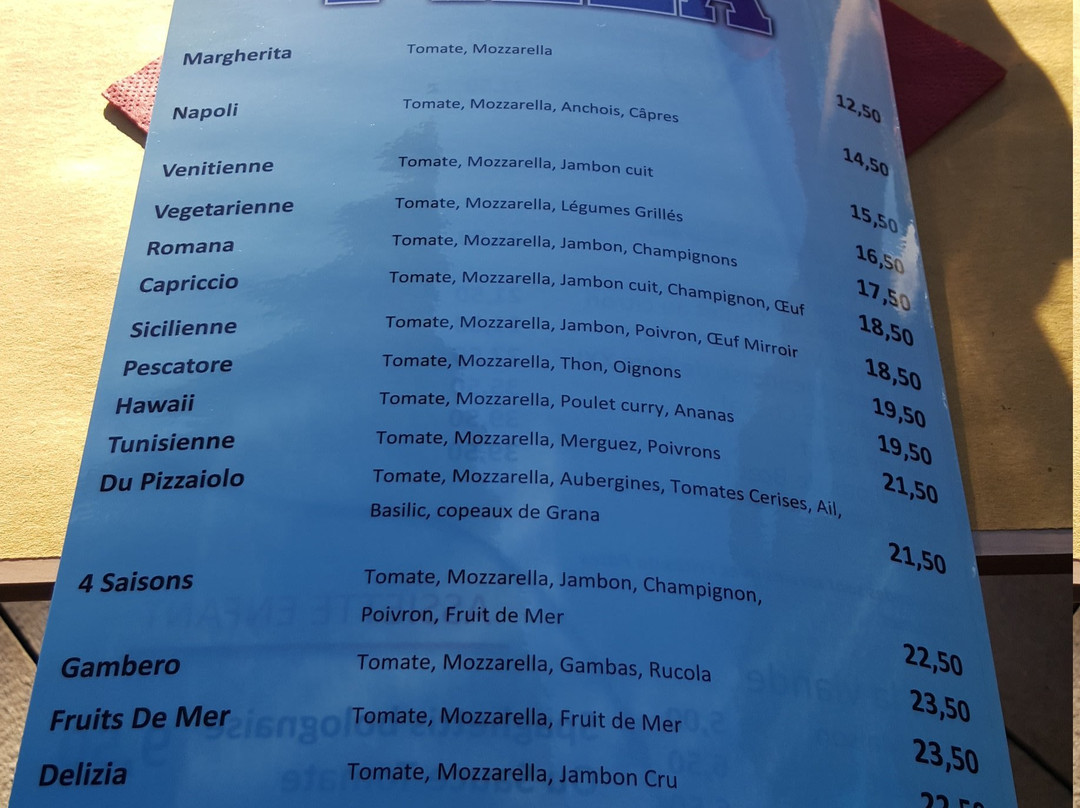 Margherita Tomate, Mozzarella 12,50
Napoli Tomate, Mozzarella, Anchois, Câpres 14,50
Venitienne Tomate, Mozzarella, Jambon cuit 15,50
Vegetarienne Tomate, Mozzarella, Légumes Grillés 16,50
Romana Tomate, Mozzarella, Jambon, Champignons 17,50
Capriccio Tomate, Mozzarella, Jambon cuit, Champignon, Œuf 18,50
Sicilienne Tomate, Mozzarella, Jambon, Poivron, Œuf Mirroir 18,50
Pescatore Tomate, Mozzarella, Thon, Oignons 19,50
Hawaii Tomate, Mozzarella, Poulet curry, Ananas 19,50
Tunisienne Tomate, Mozzarella, Merguez, Poivrons 21,50
Du Pizzaiolo Tomate, Mozzarella, Aubergines, Tomates Cerises, Ail,
Basilic, copeaux de Grana 21,50
4 Saisons Tomate, Mozzarella, Jambon, Champignon,
Poivron, Fruit de Mer 22,50
Gambero Tomate, Mozzarella, Gambas, Rucola 23,50
Fruits De Mer Tomate, Mozzarella, Fruit de Mer 23,50
Delizia Tomate, Mozzarella, Jambon Cru